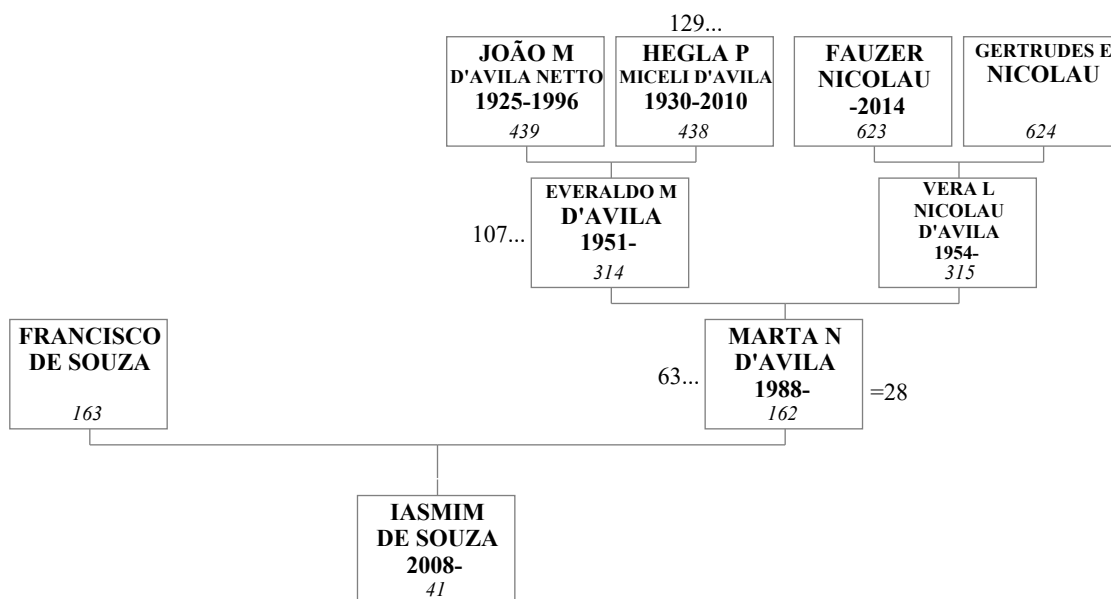 129...
JOÃO M
D'AVILA NETTO
1925-1996
439
HEGLA P
MICELI D'AVILA
1930-2010
438
FAUZER
NICOLAU
-2014
623
GERTRUDES E
NICOLAU
624
107...
EVERALDO M
D'AVILA
1951-
314
VERA L
NICOLAU
D'AVILA
1954-
315
FRANCISCO
DE SOUZA
163
63...
MARTA N
D'AVILA
1988-
162
=28
IASMIM
DE SOUZA
2008-
41